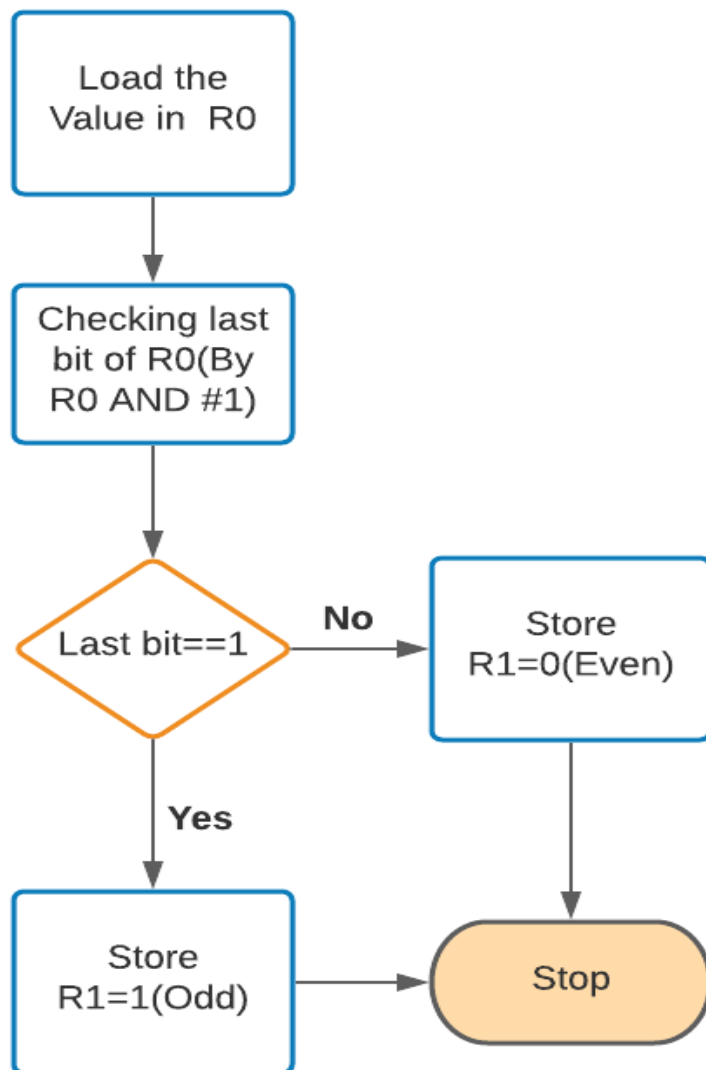 Load the
Value in R0
Checking last
bit of R0(By
R0 AND #1)
Last bit==1
No
Store
R1=0(Even)
Yes
Store
R1=1(Odd)
Stop